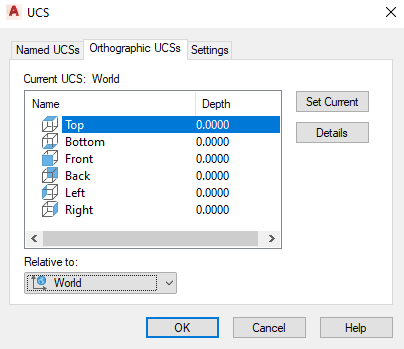 UCS
Named UCSs Orthographic UCSs Settings
Current UCS: World
Name Depth
Top 0.0000
Bottom 0.0000
Front 0.0000
Back 0.0000
Left 0.0000
Right 0.0000
Set Current
Details
Relative to:
World
OK Cancel Help